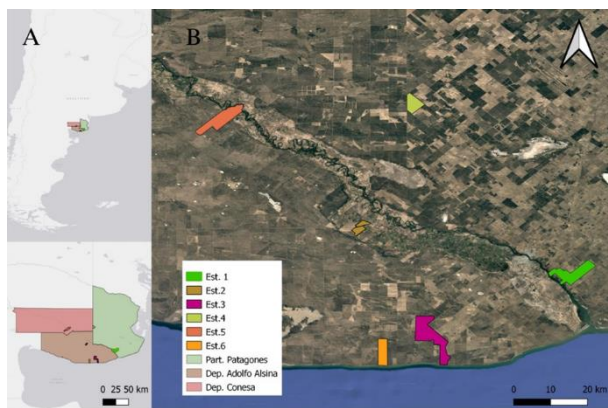 A
B
Est. 1
Est.2
Est.3
Est.4
Est.5
Est.6
Part. Patagones
Dep. Adolfo Alsina
Dep. Conesa
0 25 50 km
0 10 20 km